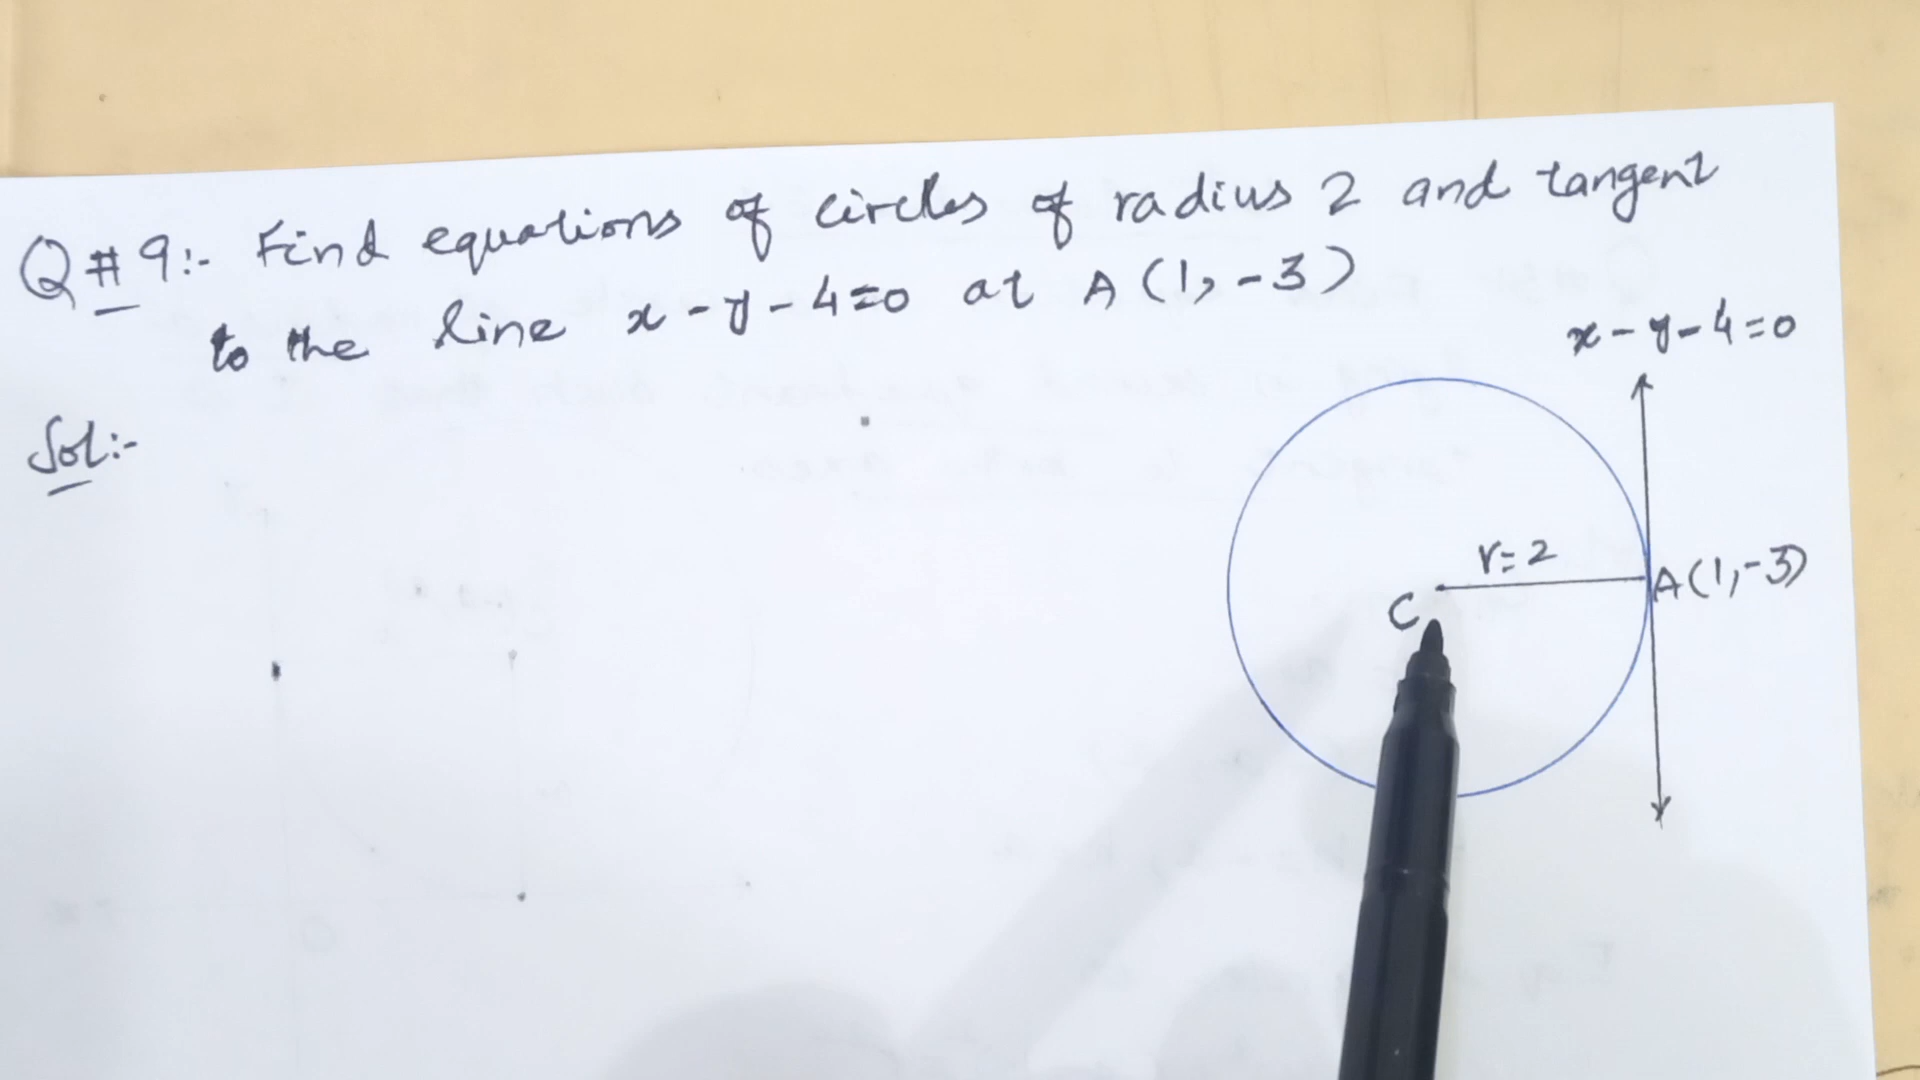 Q#9:- Find equations of circles of radius 2 and tangent
to the line x-y-4=0 at A(1,-3)
x-y-4=0
Sol:-
r=2
A(1,-3)
C